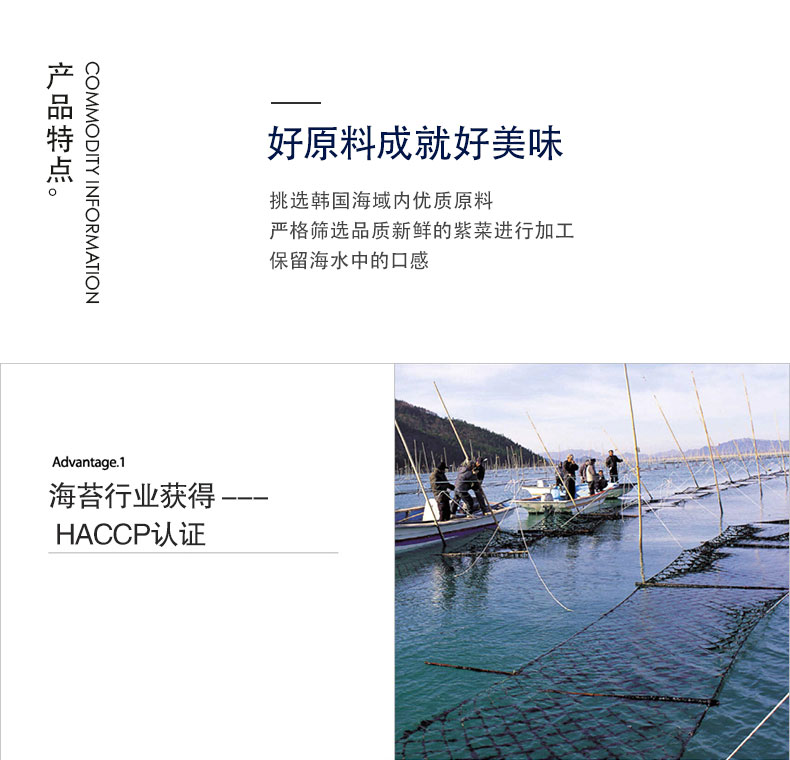 产品特点。
COMMODITY INFORMATION
好原料成就好美味
挑选韩国海域内优质原料
严格筛选品质新鲜的紫菜进行加工
保留海水中的口感
Advantage.1
海苔行业获得---
HACCP认证